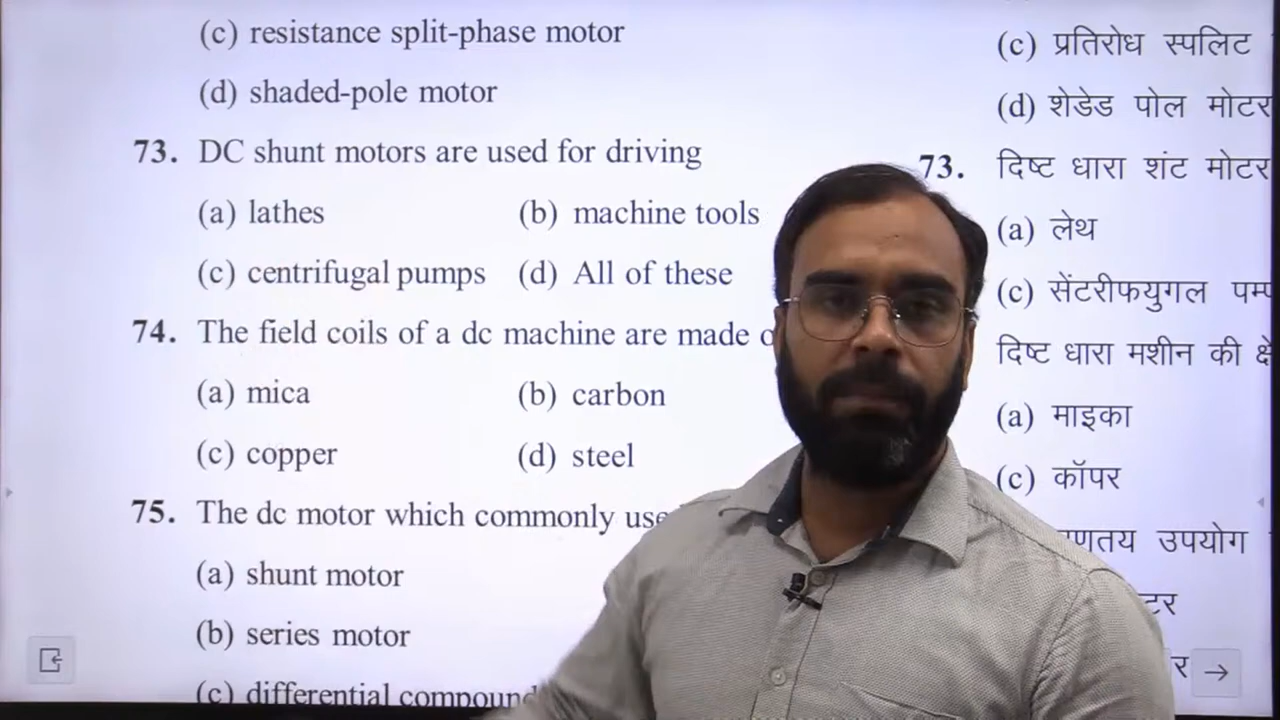 (c) resistance split-phase motor
(d) shaded-pole motor
73. DC shunt motors are used for driving
(a) lathes (b) machine tools
(c) centrifugal pumps (d) All of these
74. The field coils of a dc machine are made
(a) mica (b) carbon
(c) copper (d) steel
75. The dc motor which commonly
(a) shunt motor
(b) series motor
(c) differential compound
(c) प्रतिरोध स्पलिट
(d) शेडेड पोल मोटर
73. दिष्ट धारा शंट मोटर
(a) लेथ
(c) सेंटरीफयुगल
दिष्ट धारा मशीन की
(a) माइका
(c) कॉपर
उपयोग